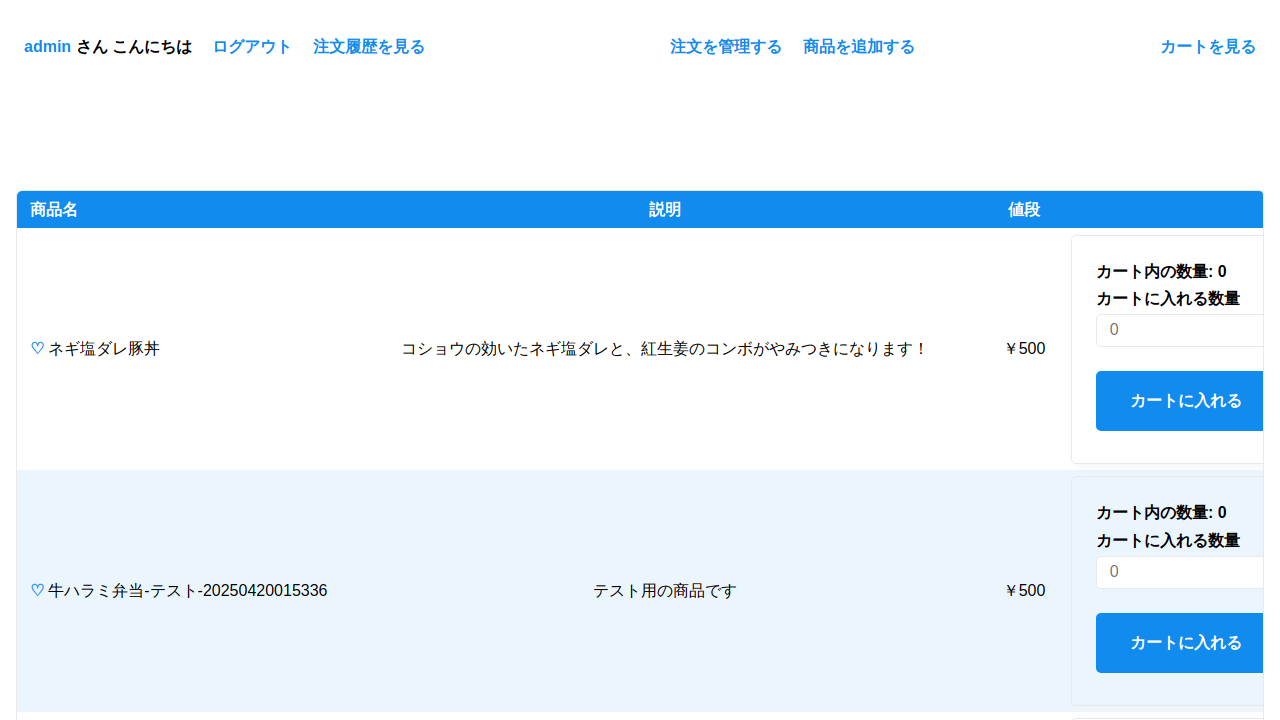 admin さん こんにちは ログアウト 注文履歴を見る 注文を管理する 商品を追加する カートを見る
商品名 説明 値段
♡ ネギ塩ダレ豚丼 コショウの効いたネギ塩ダレと、紅生姜のコンボがやみつきになります！ ￥500
カート内の数量: 0
カートに入れる数量
0
カートに入れる
♡ 牛ハラミ弁当-テスト-20250420015336 テスト用の商品です ￥500
カート内の数量: 0
カートに入れる数量
0
カートに入れる